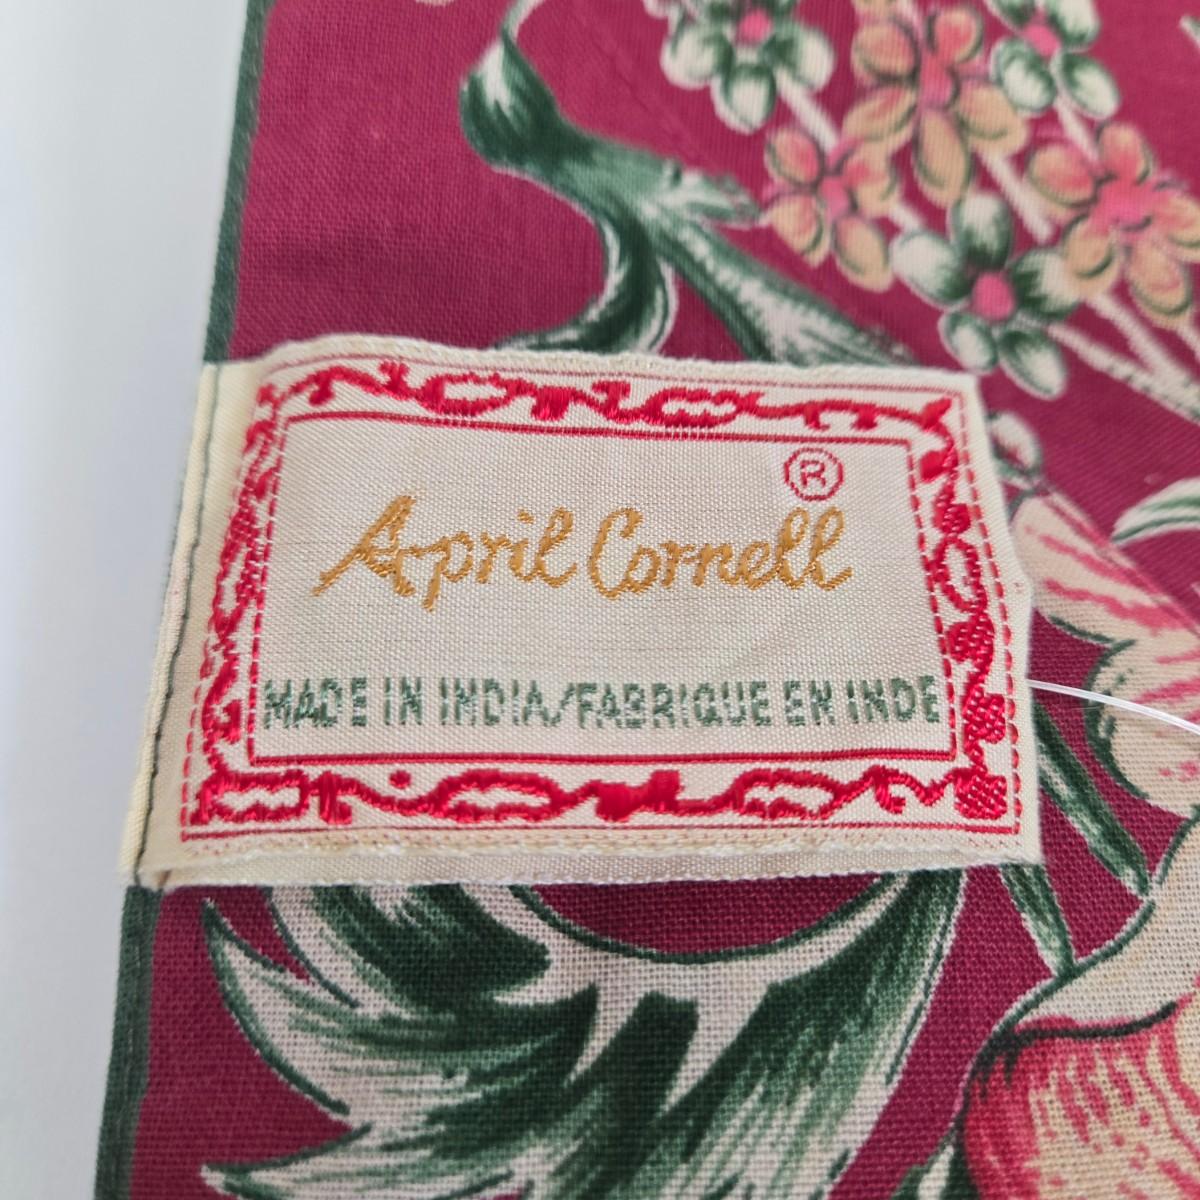 ®
April Cornell
MADE IN INDIA/FABRIQUE EN INDE